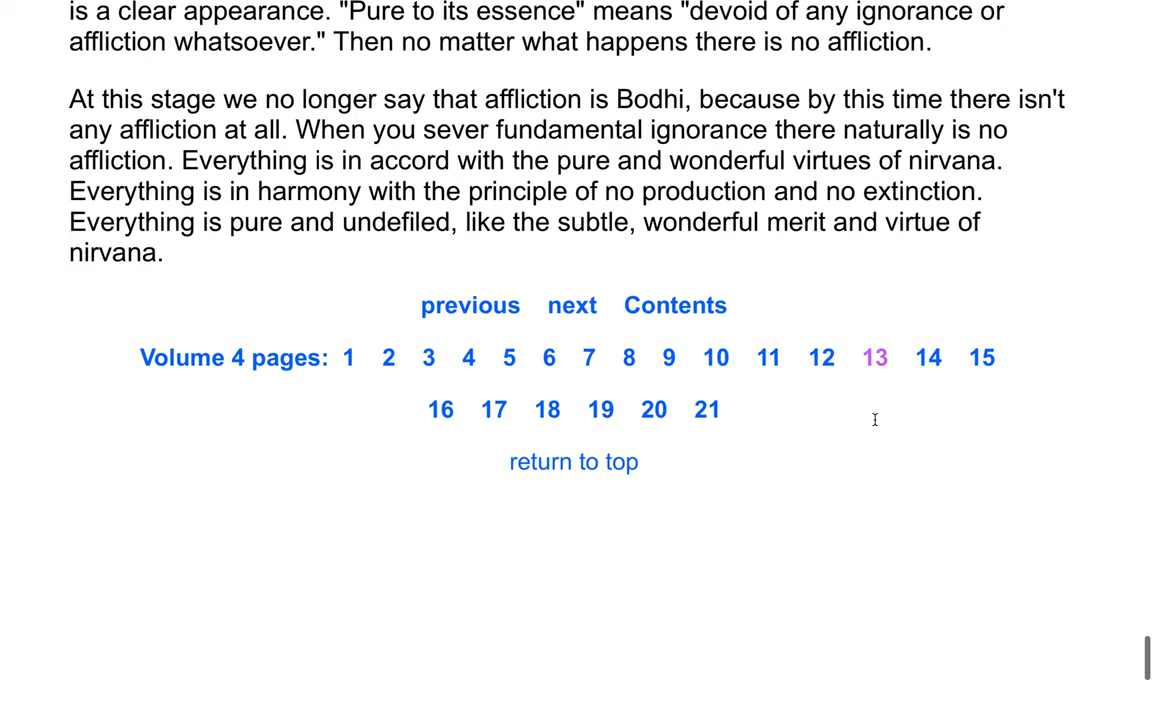 is a clear appearance. "Pure to its essence" means "devoid of any ignorance or
affliction whatsoever." Then no matter what happens there is no affliction.
At this stage we no longer say that affliction is Bodhi, because by this time there isn't
any affliction at all. When you sever fundamental ignorance there naturally is no
affliction. Everything is in accord with the pure and wonderful virtues of nirvana.
Everything is in harmony with the principle of no production and no extinction.
Everything is pure and undefiled, like the subtle, wonderful merit and virtue of
nirvana.
previous next Contents
Volume 4 pages: 1 2 3 4 5 6 7 8 9 10 11 12 13 14 15
16 17 18 19 20 21
return to top